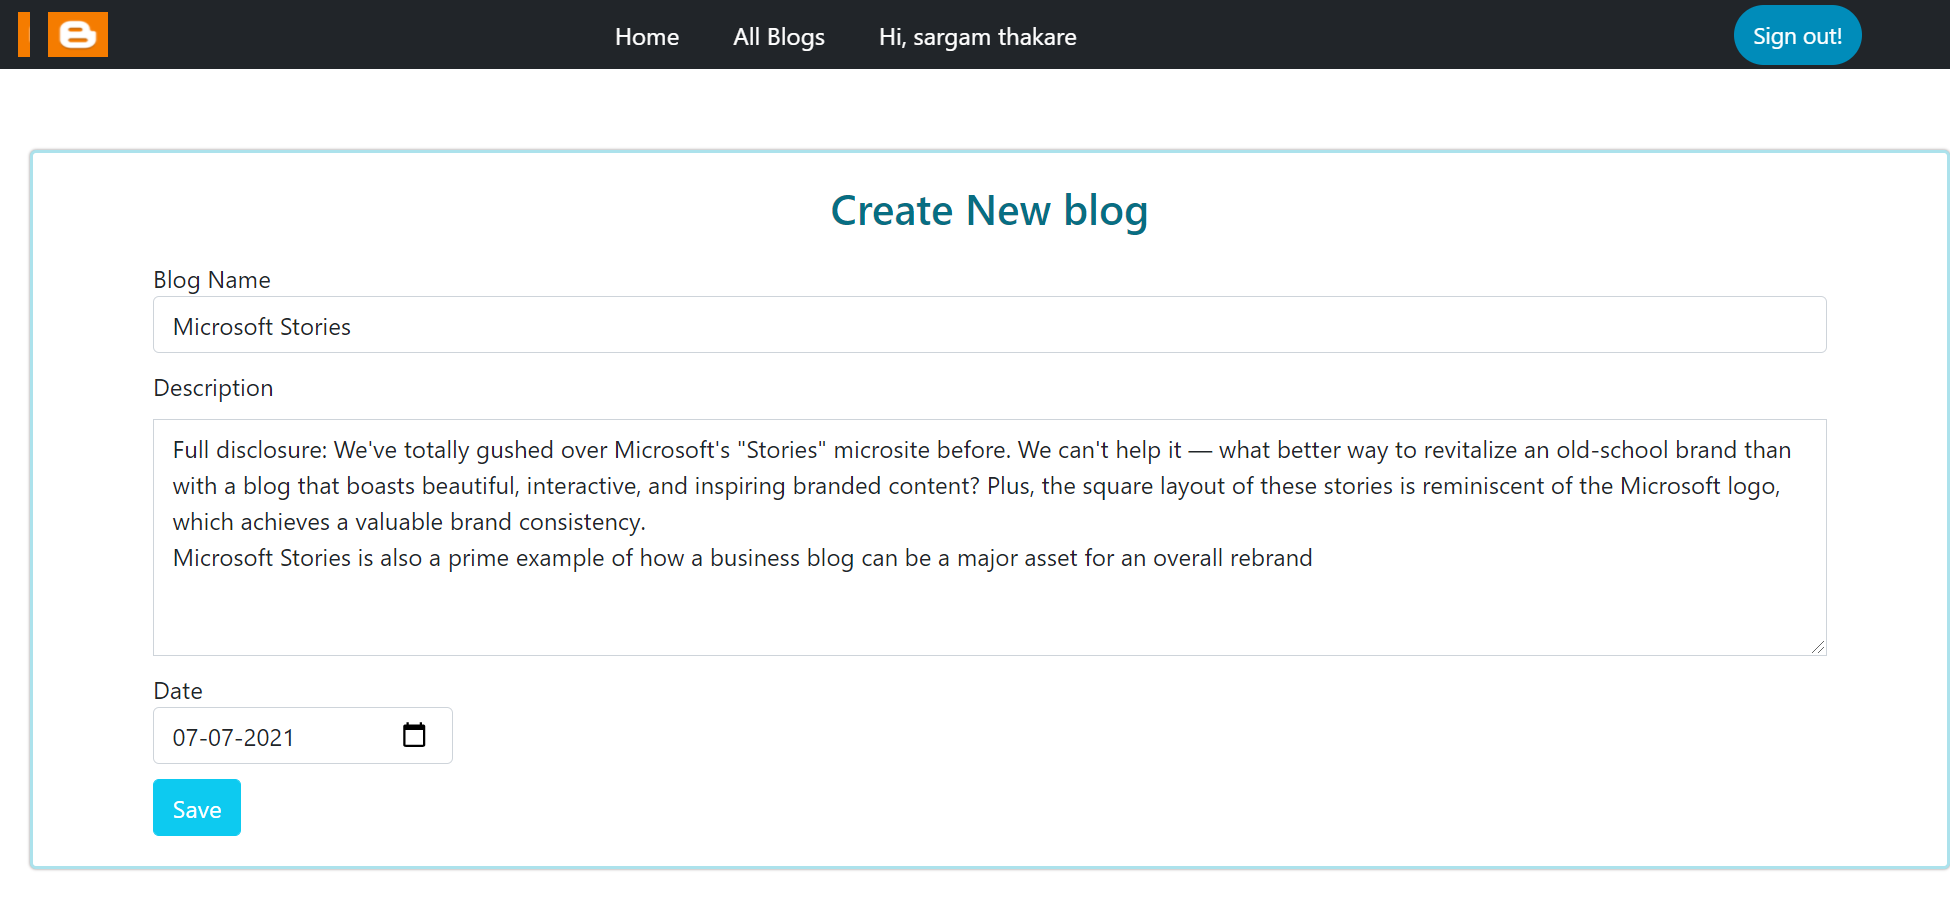 Home All Blogs Hi, sargam thakare Sign out!
Create New blog
Blog Name
Microsoft Stories
Description
Full disclosure: We've totally gushed over Microsoft's "Stories" microsite before. We can't help it — what better way to revitalize an old-school brand than
with a blog that boasts beautiful, interactive, and inspiring branded content? Plus, the square layout of these stories is reminiscent of the Microsoft logo,
which achieves a valuable brand consistency.
Microsoft Stories is also a prime example of how a business blog can be a major asset for an overall rebrand
Date
07-07-2021
Save